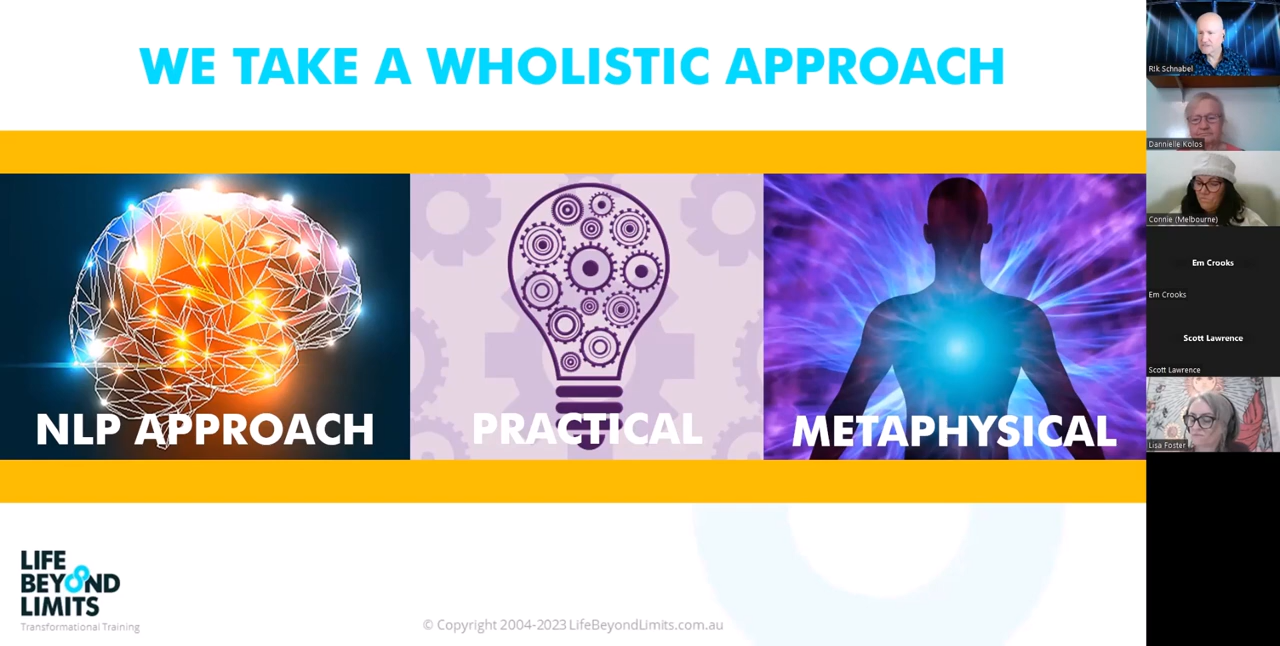 WE TAKE A WHOLISTIC APPROACH
NLP APPROACH
PRACTICAL
METAPHYSICAL
LIFE
BEYOND
LIMITS
Transformational Training
© Copyright 2004-2023 LifeBeyondLimits.com.au
R!k Schnabel
Dannielle Kolos
Connie (Melbourne)
Em Crooks
Em Crooks
Scott Lawrence
Scott Lawrence
Lisa Foster